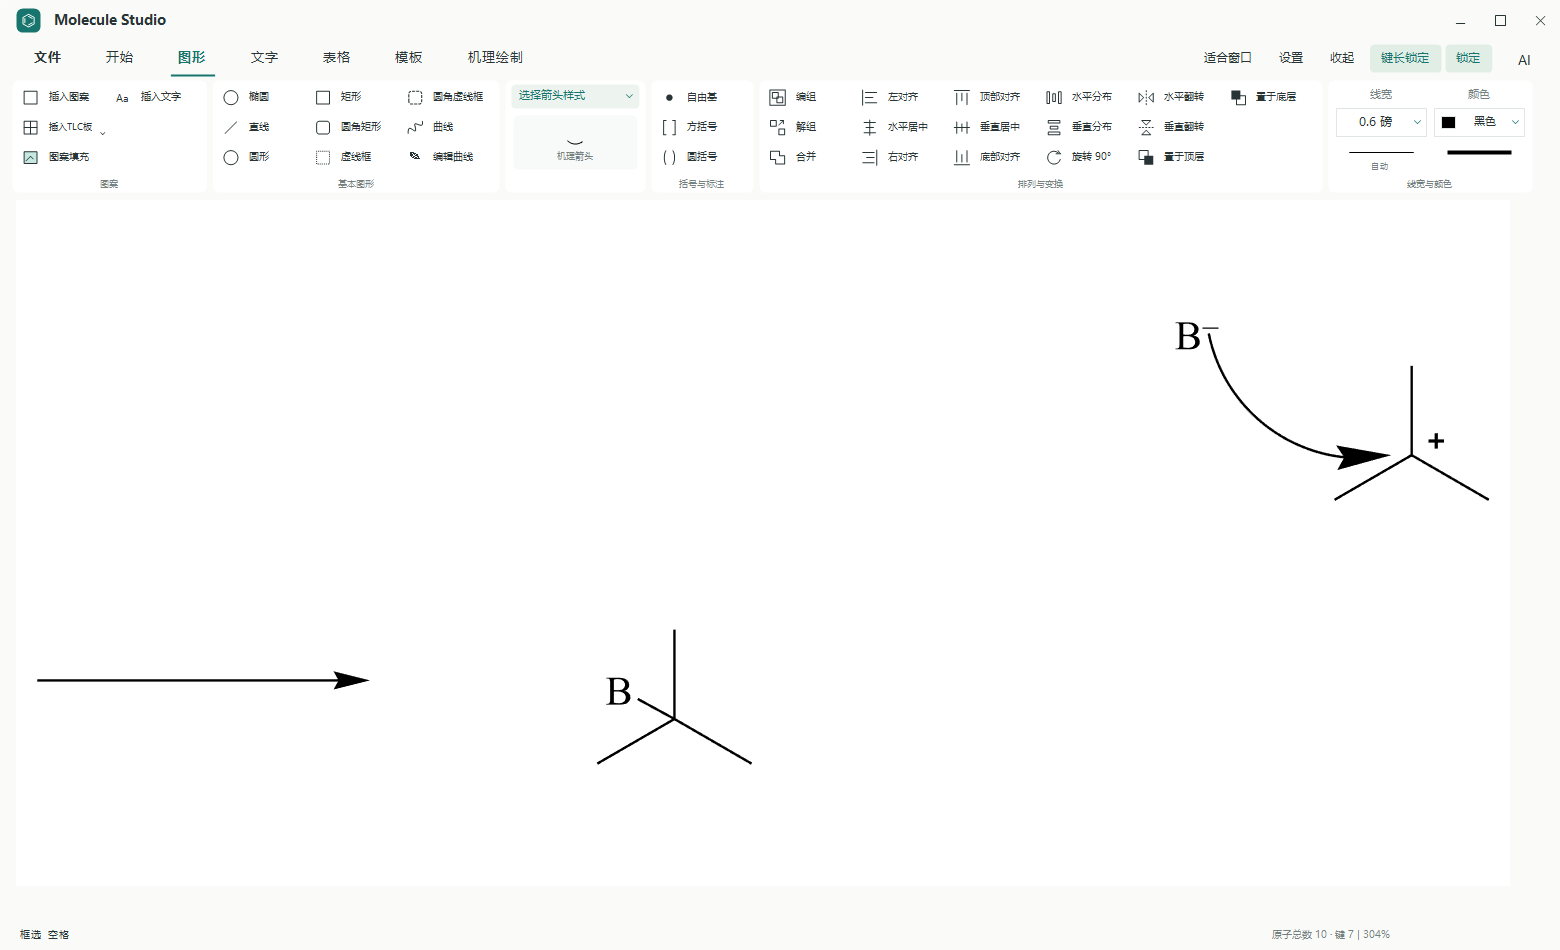 Molecule Studio
文件 开始 图形 文字 表格 模板 机理绘制 适合窗口 设置 收起 键长锁定 锁定 AI
插入图案 Aa 插入文字 椭圆 矩形 圆角虚线框 选择箭头样式 自由基 编组 左对齐 顶部对齐 水平分布 水平翻转 置于底层 线宽 颜色
插入TLC板 直线 圆角矩形 曲线 方括号 解组 水平居中 垂直居中 垂直分布 垂直翻转 0.6 磅 黑色
图案填充 圆形 虚线框 编辑曲线 机理箭头 圆括号 合并 右对齐 底部对齐 旋转 90° 置于顶层 自动
图案 基本图形 括号与标注 排列与变换 线宽与颜色
B−
+
B
框选 空格 原子总数 10 · 键 7 | 304%